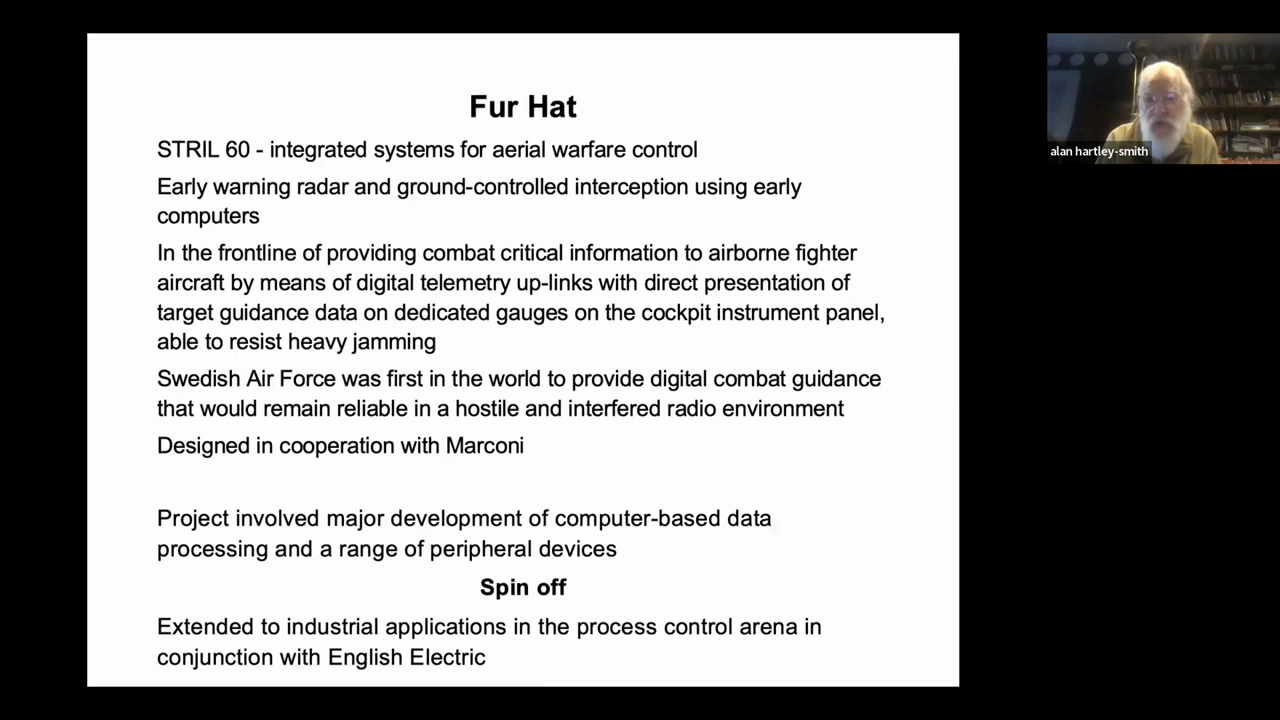 Fur Hat
STRIL 60 - integrated systems for aerial warfare control
Early warning radar and ground-controlled interception using early
computers
In the frontline of providing combat critical information to airborne fighter
aircraft by means of digital telemetry up-links with direct presentation of
target guidance data on dedicated gauges on the cockpit instrument panel,
able to resist heavy jamming
Swedish Air Force was first in the world to provide digital combat guidance
that would remain reliable in a hostile and interfered radio environment
Designed in cooperation with Marconi
Project involved major development of computer-based data
processing and a range of peripheral devices
Spin off
Extended to industrial applications in the process control arena in
conjunction with English Electric
alan hartley-smith